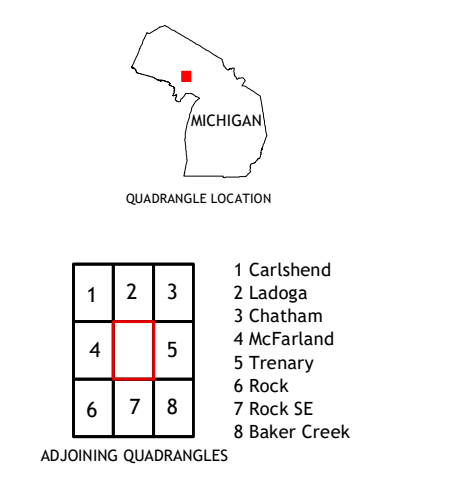 MICHIGAN
QUADRANGLE LOCATION
1 2 3
4 5
6 7 8
1 Carlshend
2 Ladoga
3 Chatham
4 McFarland
5 Trenary
6 Rock
7 Rock SE
8 Baker Creek
ADJOINING QUADRANGLES